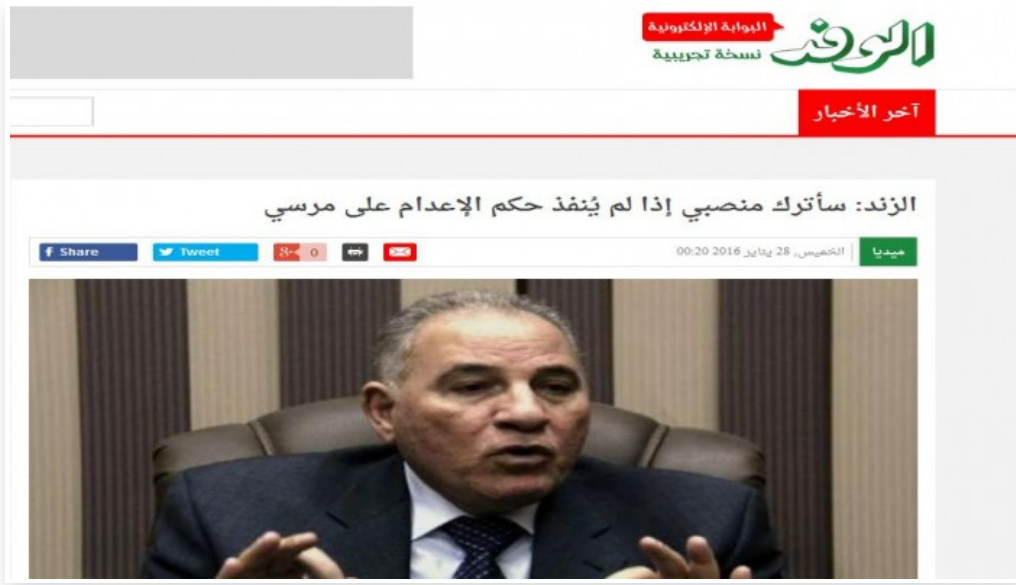 الوفد
البوابة الإلكترونية
نسخة تجريبية
آخر الأخبار
الزند: سأترك منصبي إذا لم يُنفذ حكم الإعدام على مرسي
ميديا
الخميس, 28 يناير 2016 00:20
8+ 0
Tweet
f Share